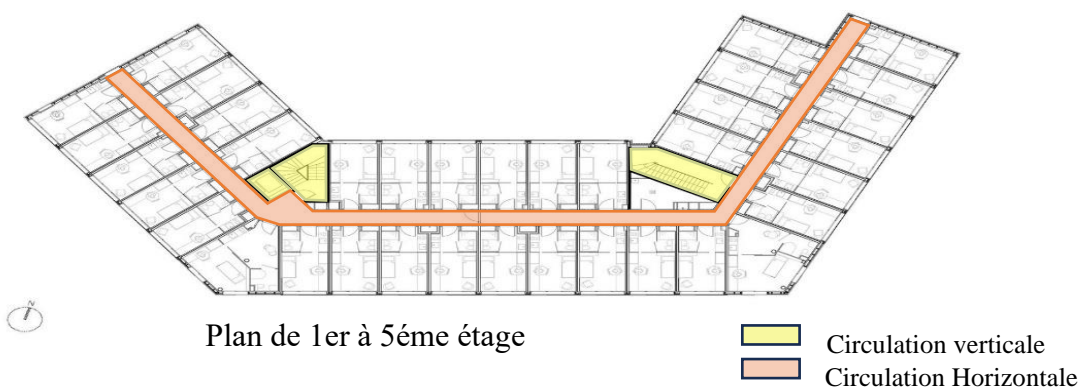 N
Plan de 1er à 5éme étage
Circulation verticale
Circulation Horizontale